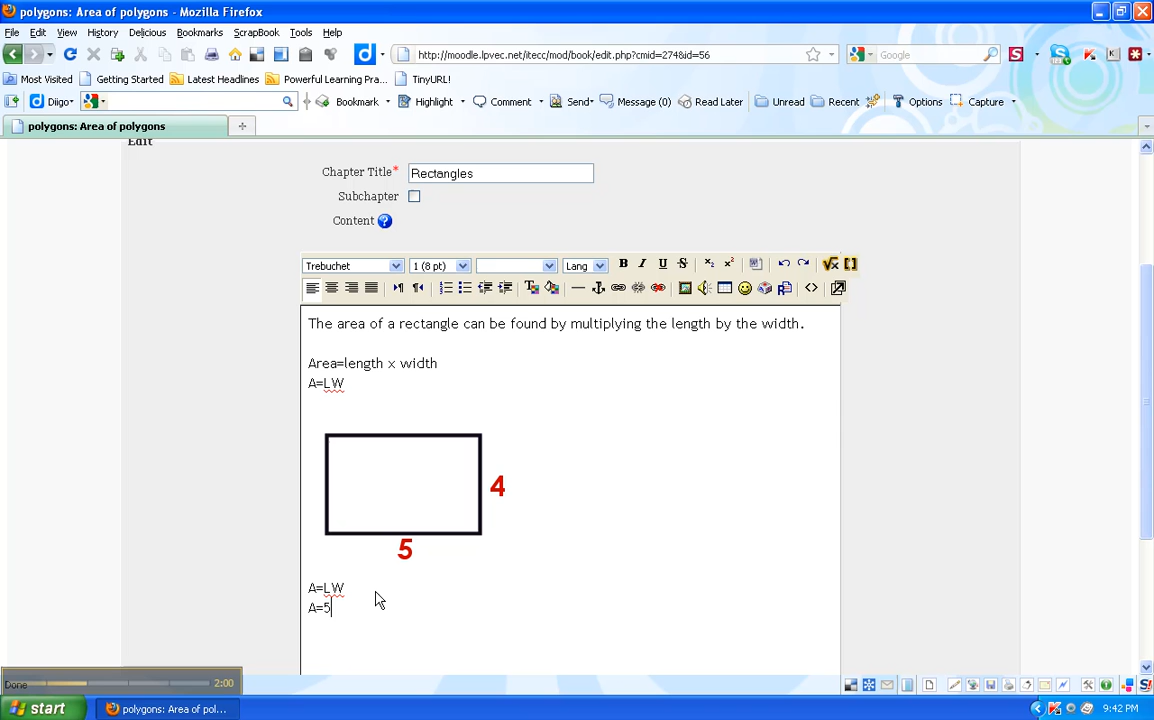 polygons: Area of polygons - Mozilla Firefox
File Edit View History Delicious Bookmarks ScrapBook Tools Help
http://moodle.lpvec.net/itecc/mod/book/edit.php?cmid=274&id=56
Google
Most Visited Getting Started Latest Headlines Powerful Learning Pra... TinyURL!
Diigo Bookmark Highlight Comment Send Message (0) Read Later Unread Recent Options Capture
polygons: Area of polygons
Edit
Chapter Title* Rectangles
Subchapter
Content
Trebuchet 1 (8 pt) Lang B I U S
The area of a rectangle can be found by multiplying the length by the width.
Area=length x width
A=LW
4
5
A=LW
A=5
Done 2:00
start polygons: Area of pol... 9:42 PM